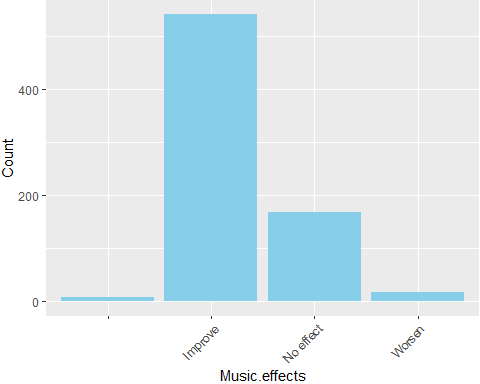 Count
400
200
0
Improve
No effect
Worsen
Music.effects